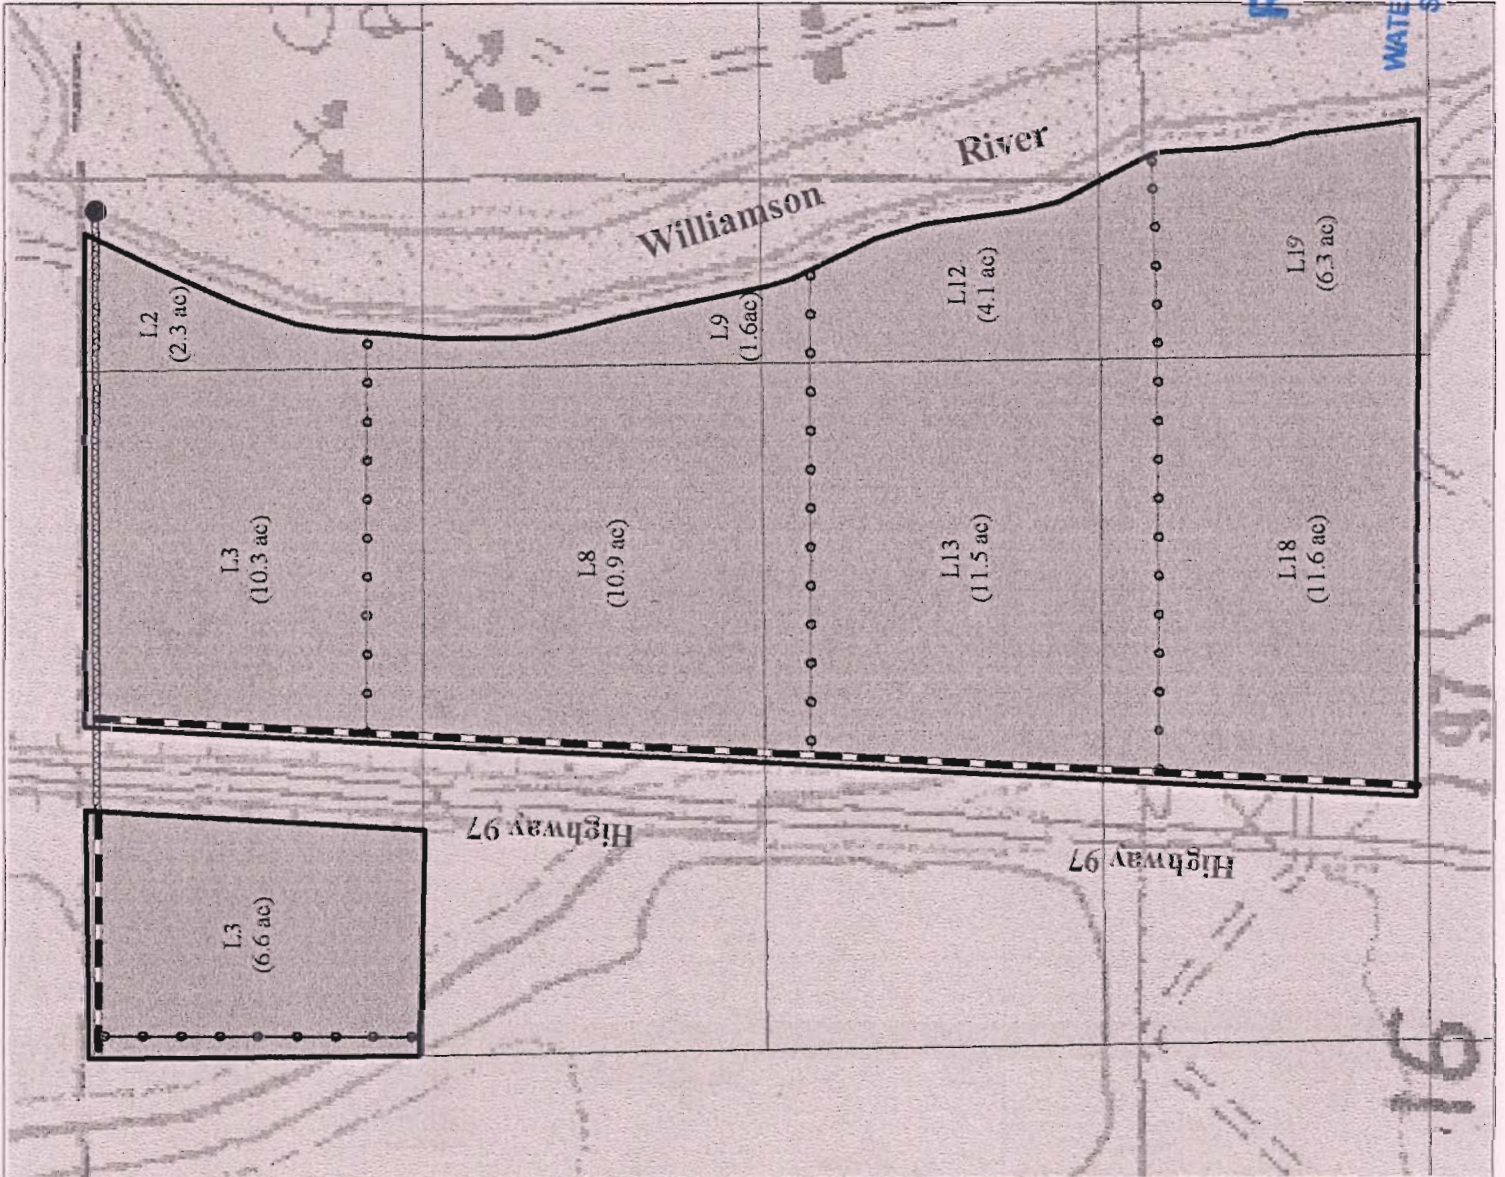 WATE
Williamson River
L2
(2.3 ac)
L9
(1.6ac)
L12
(4.1 ac)
L19
(6.3 ac)
L3
(10.3 ac)
L8
(10.9 ac)
L13
(11.5 ac)
L18
(11.6 ac)
Highway 97
Highway 97
L3
(6.6 ac)
16